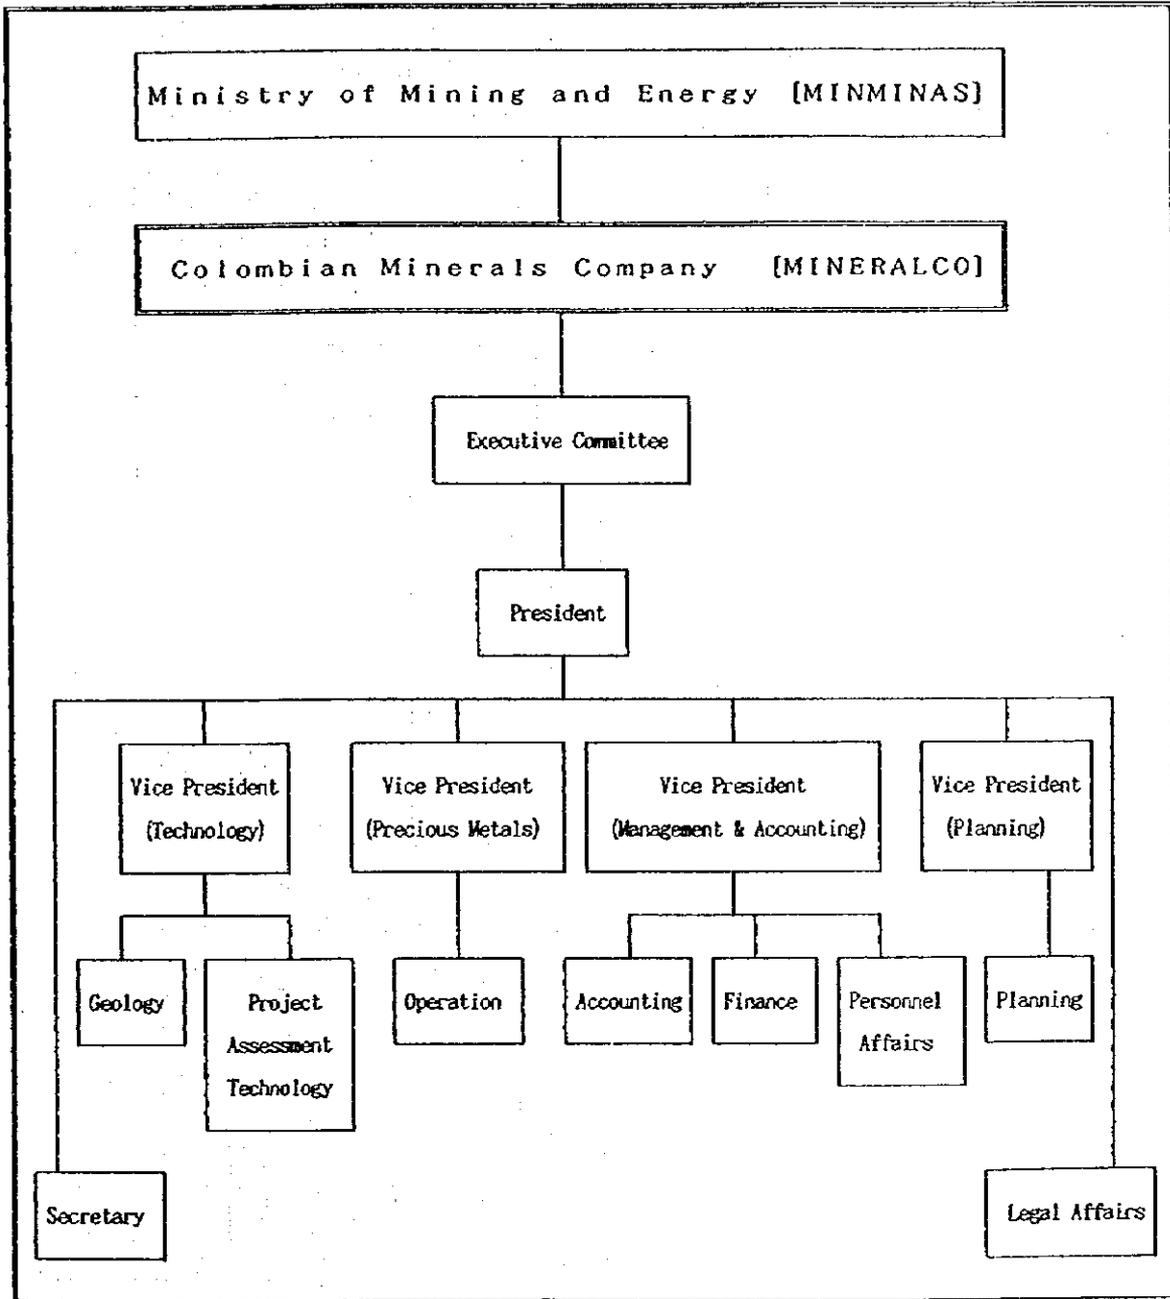 Ministry of Mining and Energy [MINMINAS]
Colombian Minerals Company [MINERALCO]
Executive Committee
President
Vice President
(Technology)
Vice President
(Precious Metals)
Vice President
(Management & Accounting)
Vice President
(Planning)
Geology
Project
Assessment
Technology
Operation
Accounting
Finance
Personnel
Affairs
Planning
Secretary
Legal Affairs